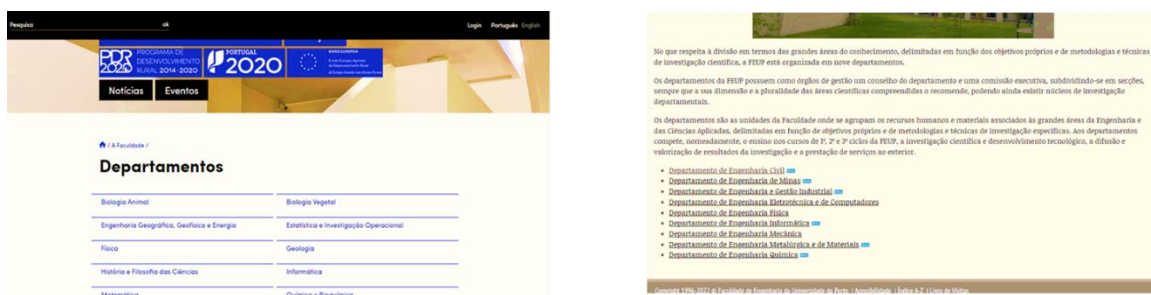 Pesquisa ok Login Português English
PDR 2020 PROGRAMA DE DESENVOLVIMENTO RURAL 2014·2020
PORTUGAL 2020
UNIÃO EUROPEIA
Notícias Eventos
/ A Faculdade /
Departamentos
Biologia Animal Biologia Vegetal
Engenharia Geográfica, Geofísica e Energia Estatística e Investigação Operacional
Física Geologia
História e Filosofia das Ciências Informática
Matemática Química e Bioquímica
No que respeita à divisão em termos das grandes áreas do conhecimento, delimitadas em função dos objetivos próprios e de metodologias e técnicas
de investigação científica, a FEUP está organizada em nove departamentos.
Os departamentos da FEUP possuem como órgãos de gestão um conselho do departamento e uma comissão executiva, subdividindo-se em secções,
sempre que a sua dimensão e a pluralidade das áreas científicas compreendidas o recomende, podendo ainda existir núcleos de investigação
departamentais.
Os departamentos são as unidades da Faculdade onde se agrupam os recursos humanos e materiais associados às grandes áreas da Engenharia e
das Ciências Aplicadas, delimitadas em função de objetivos próprios e de metodologias e técnicas de investigação específicas. Aos departamentos
compete, nomeadamente, o ensino nos cursos de 1º, 2º e 3º ciclos da FEUP, a investigação científica e desenvolvimento tecnológico, a difusão e
valorização de resultados da investigação e a prestação de serviços ao exterior.
Departamento de Engenharia Civil
Departamento de Engenharia de Minas
Departamento de Engenharia e Gestão Industrial
Departamento de Engenharia Eletrotécnica e de Computadores
Departamento de Engenharia Física
Departamento de Engenharia Informática
Departamento de Engenharia Mecânica
Departamento de Engenharia Metalúrgica e de Materiais
Departamento de Engenharia Química
Copyright 1996-2022 © Faculdade de Engenharia da Universidade do Porto | Acessibilidade | Índice A-Z | Livro de Visitas